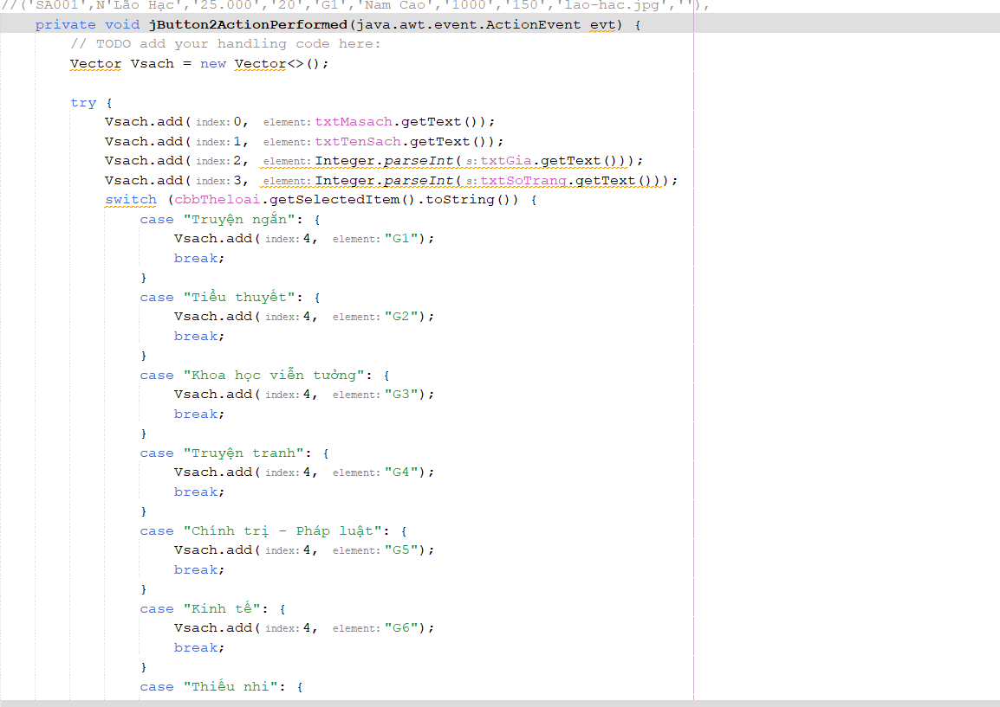 //('SA001',N'Lão Hạc','25.000','20','G1','Nam Cao','1000','150','lao-hac.jpg',''),
private void jButton2ActionPerformed(java.awt.event.ActionEvent evt) {
// TODO add your handling code here:
Vector Vsach = new Vector<>();
try {
Vsach.add( index: 0, element: txtMasach.getText());
Vsach.add( index: 1, element: txtTenSach.getText());
Vsach.add( index: 2, element: Integer.parseInt( s: txtGia.getText()));
Vsach.add( index: 3, element: Integer.parseInt( s: txtSoTrang.getText()));
switch (cbbTheloai.getSelectedItem().toString()) {
case "Truyện ngắn": {
Vsach.add( index: 4, element: "G1");
break;
}
case "Tiểu thuyết": {
Vsach.add( index: 4, element: "G2");
break;
}
case "Khoa học viễn tưởng": {
Vsach.add( index: 4, element: "G3");
break;
}
case "Truyện tranh": {
Vsach.add( index: 4, element: "G4");
break;
}
case "Chính trị – Pháp luật": {
Vsach.add( index: 4, element: "G5");
break;
}
case "Kinh tế": {
Vsach.add( index: 4, element: "G6");
break;
}
case "Thiếu nhi": {